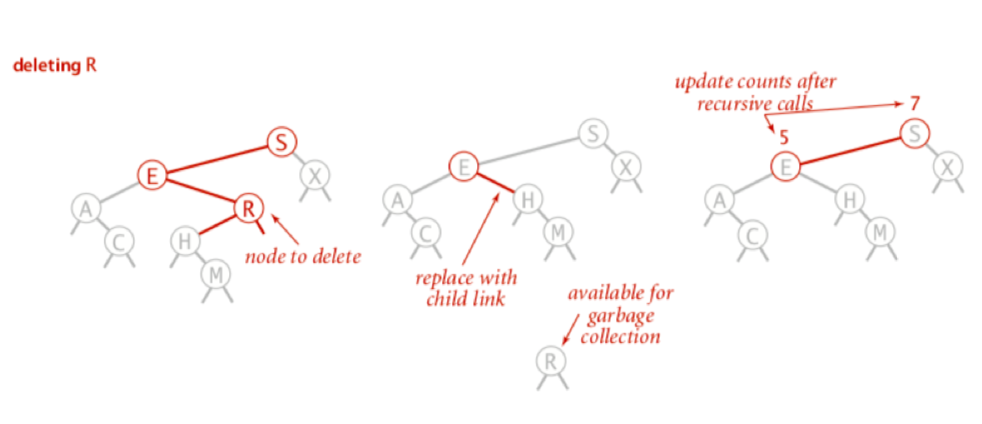 deleting R
S
E
X
A
R
C
H
M
node to delete
S
E
X
A
H
C
M
replace with
child link
available for
garbage
collection
R
update counts after
recursive calls
7
5
S
E
X
A
H
C
M